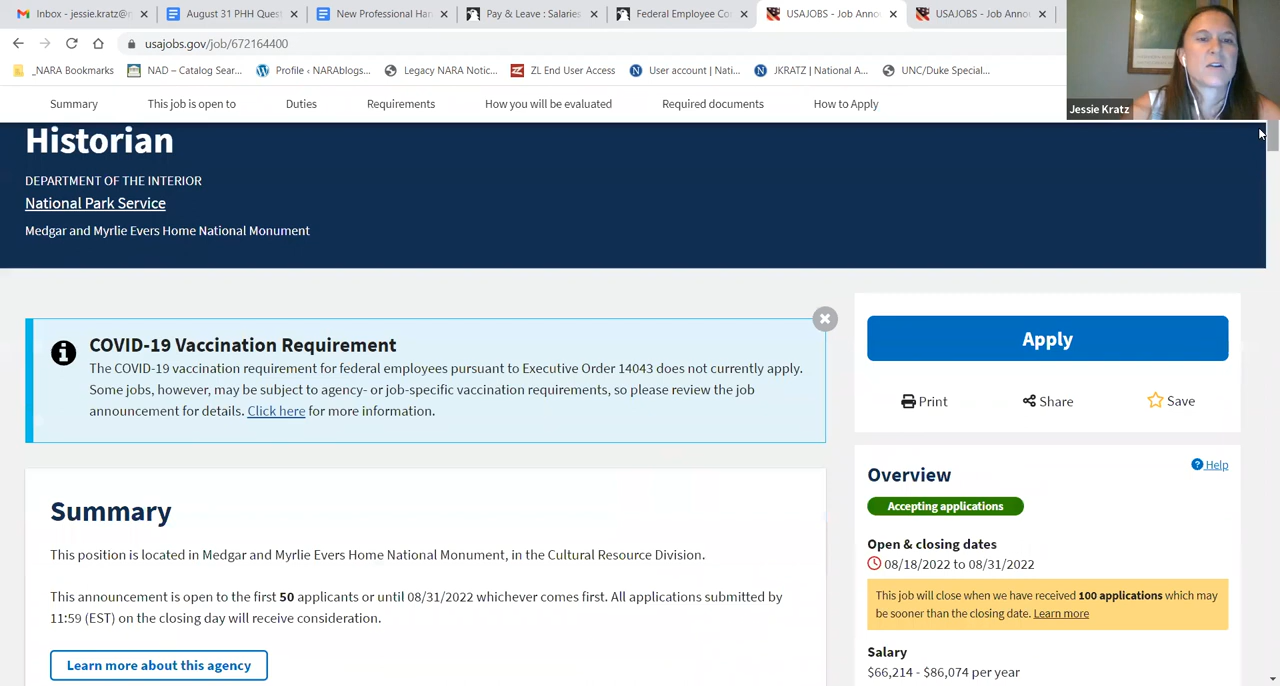 Inbox - jessie.kratz@n
August 31 PHH Quest
New Professional Han
Pay & Leave : Salaries
Federal Employee Co
USAJOBS - Job Annou
USAJOBS - Job Annou
usajobs.gov/job/672164400
_NARA Bookmarks
NAD – Catalog Sear...
Profile ‹ NARAblogs...
Legacy NARA Notic...
ZL End User Access
User account | Nati...
JKRATZ | National A...
UNC/Duke Special...
Jessie Kratz
Summary
This job is open to
Duties
Requirements
How you will be evaluated
Required documents
How to Apply
Historian
DEPARTMENT OF THE INTERIOR
National Park Service
Medgar and Myrlie Evers Home National Monument
COVID-19 Vaccination Requirement
The COVID-19 vaccination requirement for federal employees pursuant to Executive Order 14043 does not currently apply.
Some jobs, however, may be subject to agency- or job-specific vaccination requirements, so please review the job
announcement for details. Click here for more information.
Summary
This position is located in Medgar and Myrlie Evers Home National Monument, in the Cultural Resource Division.
This announcement is open to the first 50 applicants or until 08/31/2022 whichever comes first. All applications submitted by
11:59 (EST) on the closing day will receive consideration.
Learn more about this agency
Apply
Print
Share
Save
Help
Overview
Accepting applications
Open & closing dates
08/18/2022 to 08/31/2022
This job will close when we have received 100 applications which may
be sooner than the closing date. Learn more
Salary
$66,214 - $86,074 per year